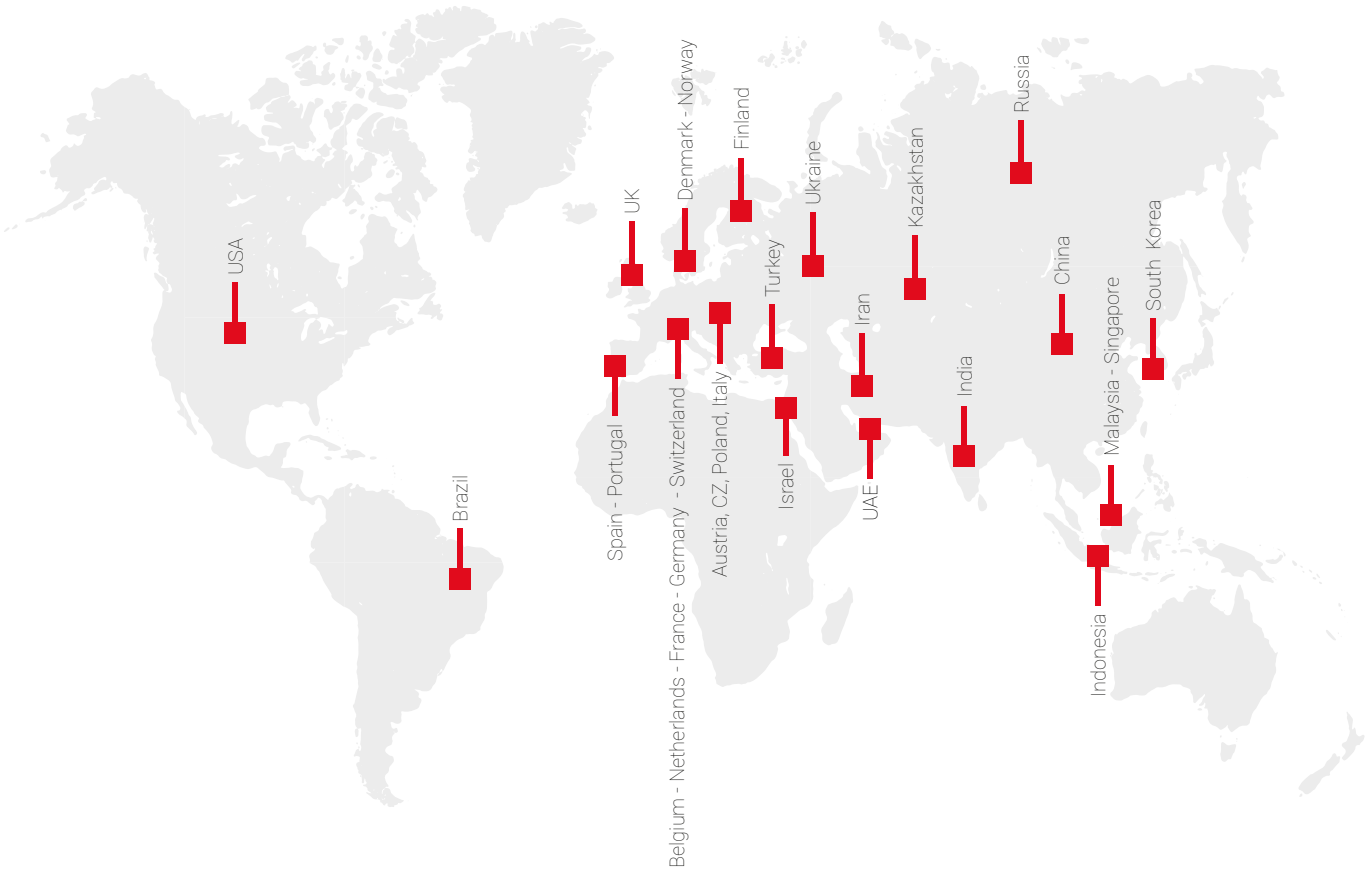 USA
Brazil
UK
Denmark - Norway
Finland
Spain - Portugal
Belgium - Netherlands - France - Germany - Switzerland
Austria, CZ, Poland, Italy
Turkey
Ukraine
Israel
Iran
UAE
Kazakhstan
India
Russia
China
Malaysia - Singapore
South Korea
Indonesia